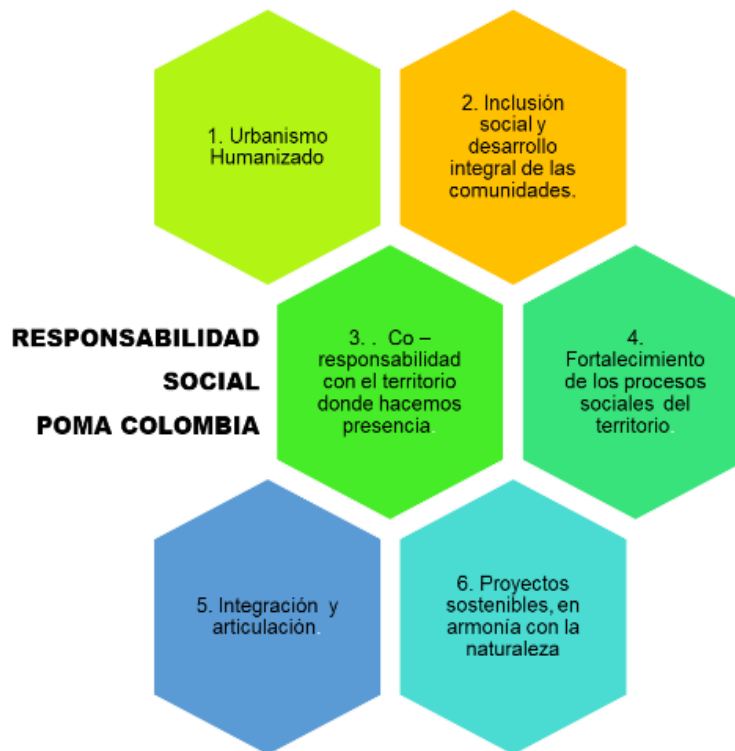 1. Urbanismo
Humanizado
2. Inclusión
social y
desarrollo
integral de las
comunidades.
RESPONSABILIDAD
SOCIAL
POMA COLOMBIA
3. . Co –
responsabilidad
con el territorio
donde hacemos
presencia.
4.
Fortalecimiento
de los procesos
sociales del
territorio.
5. Integración y
articulación.
6. Proyectos
sostenibles, en
armonía con la
naturaleza